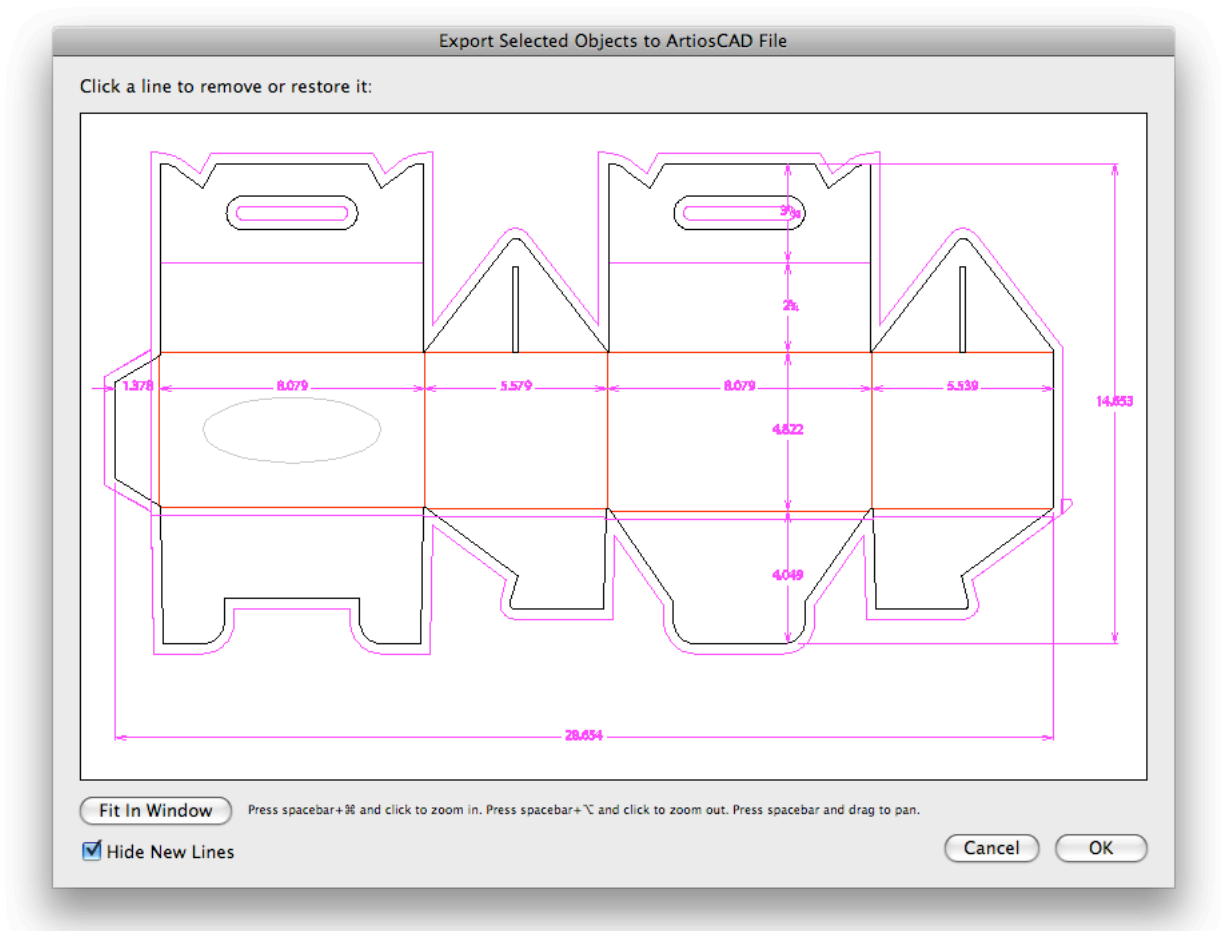 Export Selected Objects to ArtiosCAD File
Click a line to remove or restore it:
1.378 8.079 5.579 8.079 5.539
14.653
4.822
4.049
28.654
Fit In Window Press spacebar+⌘ and click to zoom in. Press spacebar+⌥ and click to zoom out. Press spacebar and drag to pan.
Hide New Lines
Cancel OK